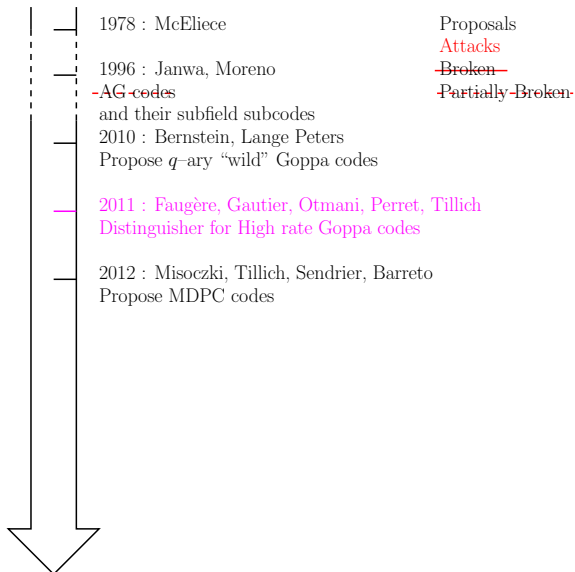 1978 : McEliece
1996 : Janwa, Moreno
AG codes
and their subfield subcodes
2010 : Bernstein, Lange Peters
Propose q–ary “wild” Goppa codes
2011 : Faugère, Gautier, Otmani, Perret, Tillich
Distinguisher for High rate Goppa codes
2012 : Misoczki, Tillich, Sendrier, Barreto
Propose MDPC codes
Proposals
Attacks
Broken
Partially Broken